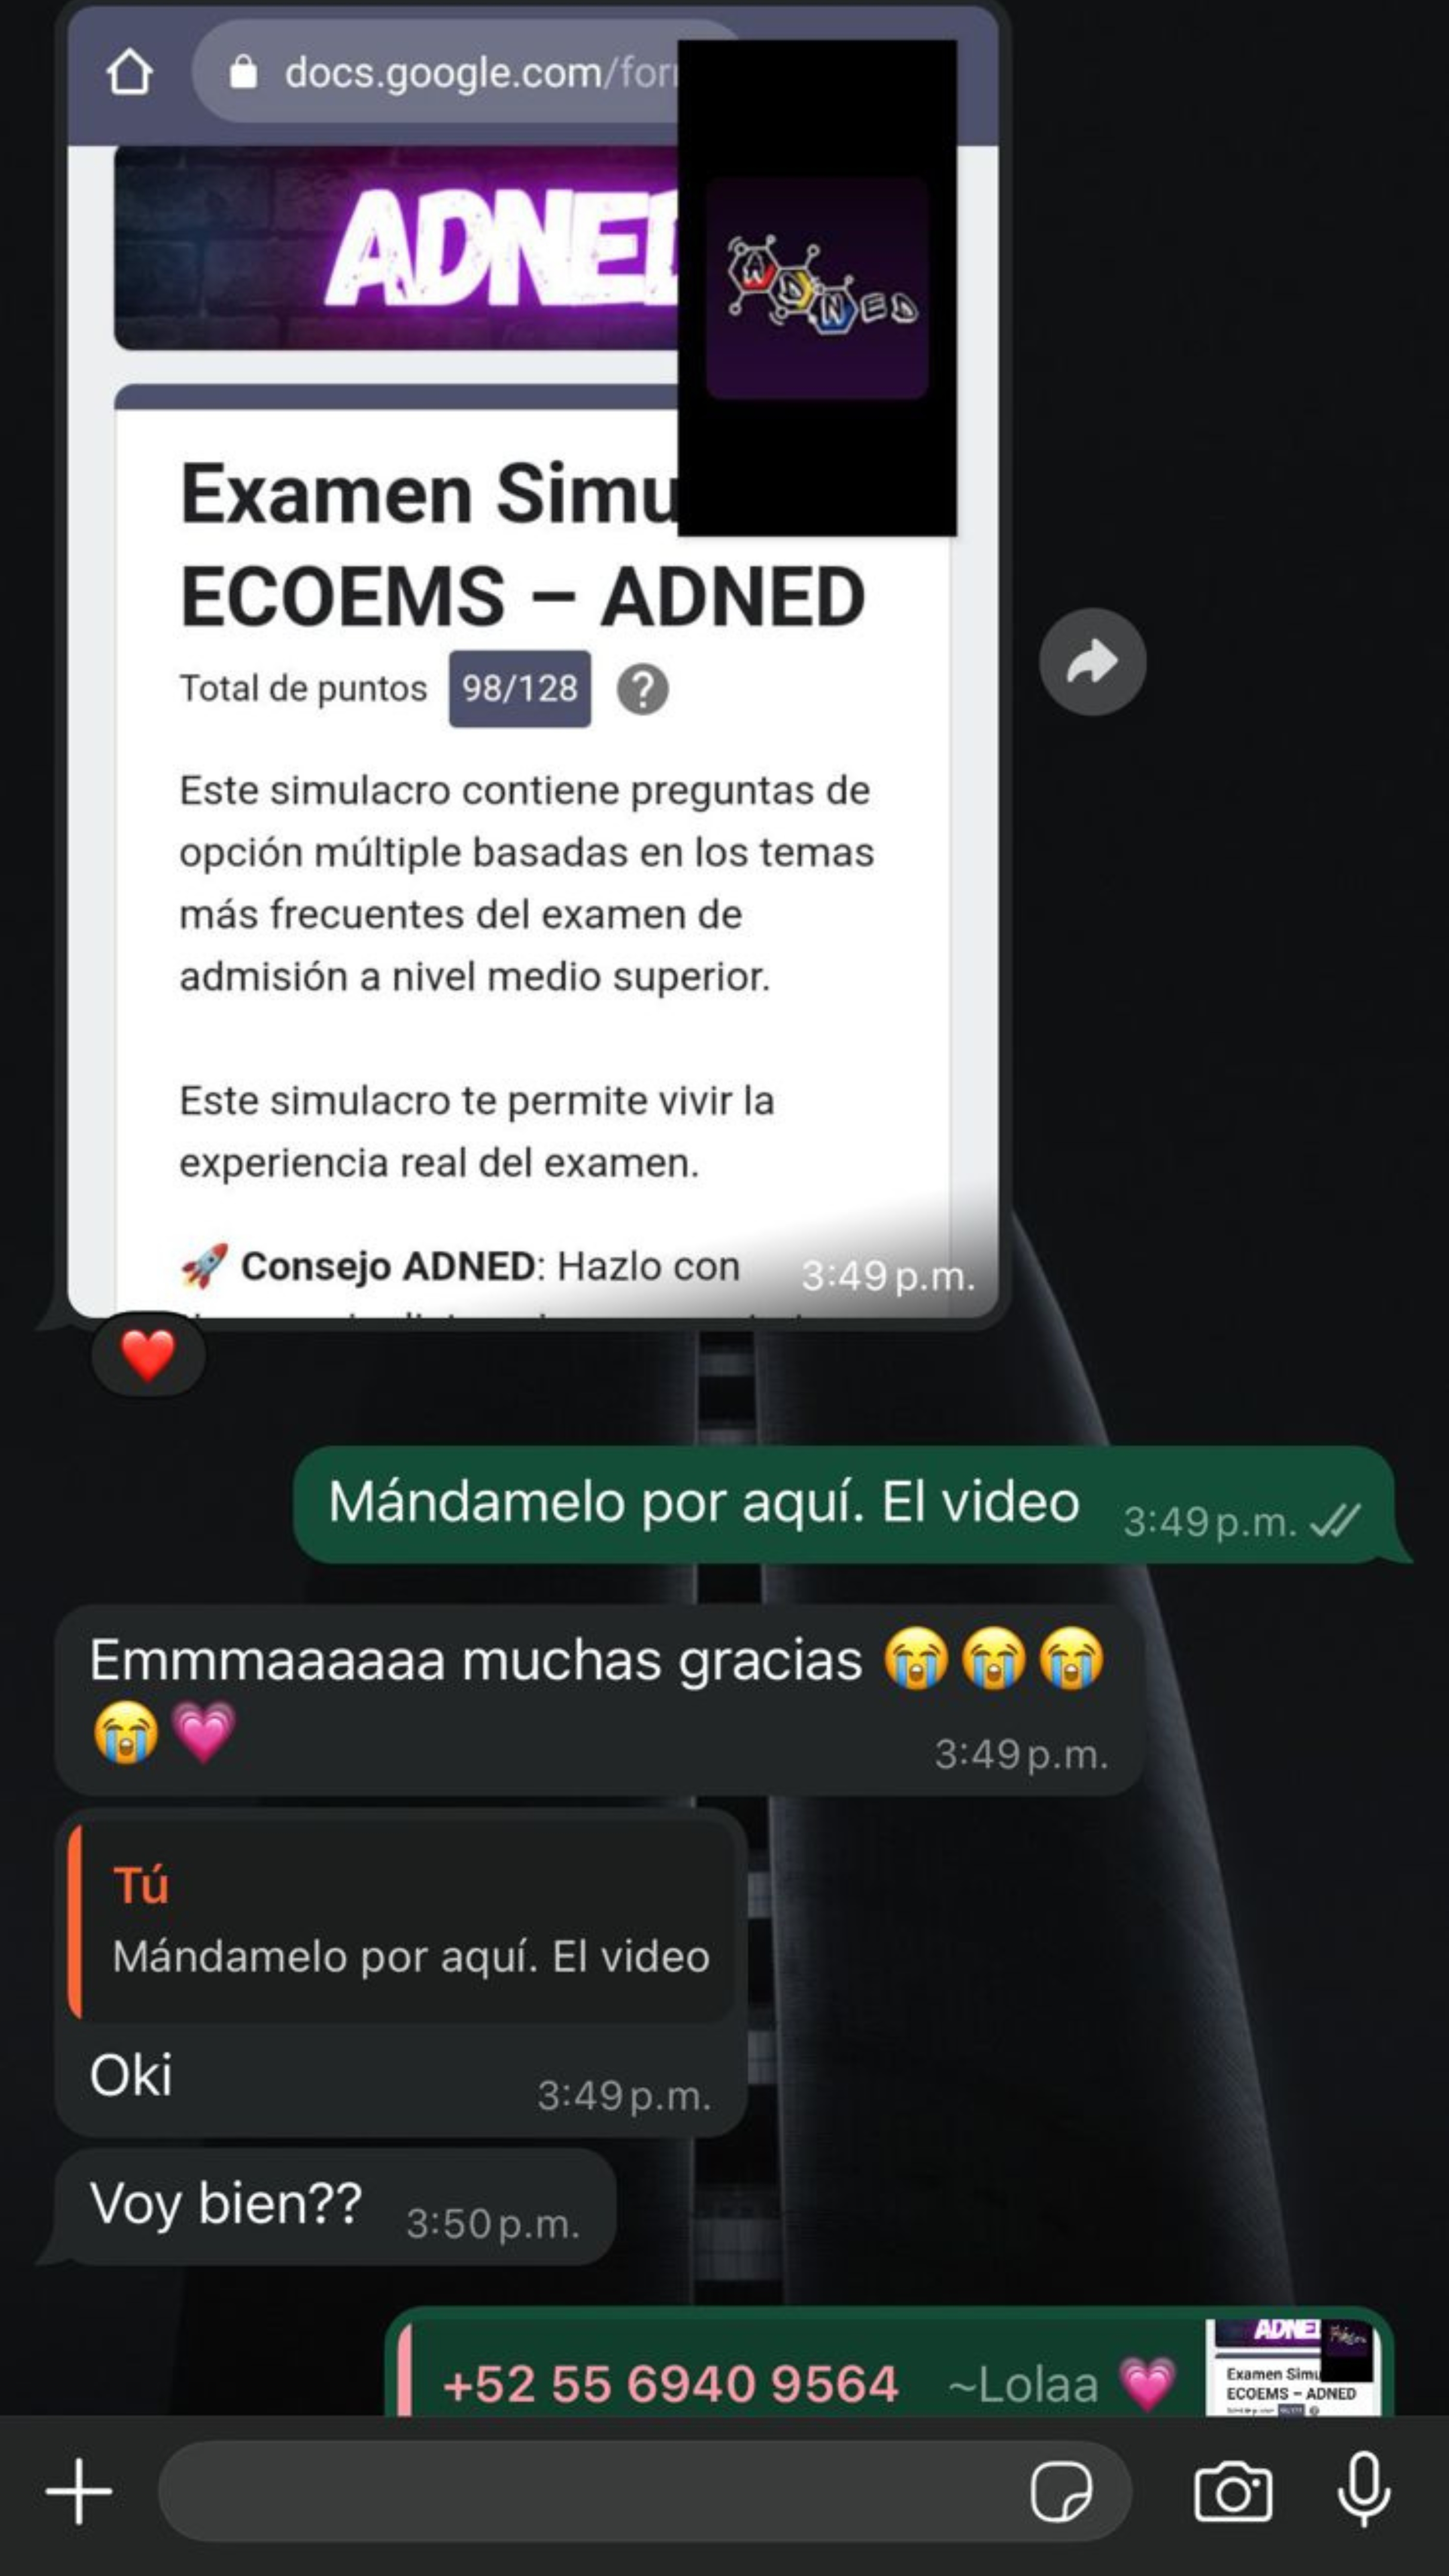 docs.google.com/for
ADNED
ADNED
Examen Simu
ECOEMS – ADNED
Total de puntos 98/128
Este simulacro contiene preguntas de
opción múltiple basadas en los temas
más frecuentes del examen de
admisión a nivel medio superior.
Este simulacro te permite vivir la
experiencia real del examen.
🚀 Consejo ADNED: Hazlo con
3:49 p.m.
❤️
Mándamelo por aquí. El video 3:49 p.m.
Emmmaaaaaa muchas gracias 😭😭😭
😭💗
3:49 p.m.
Tú
Mándamelo por aquí. El video
Oki 3:49 p.m.
Voy bien?? 3:50 p.m.
+52 55 6940 9564 ~Lolaa 💗
ADNE
Examen Simu
ECOEMS – ADNED